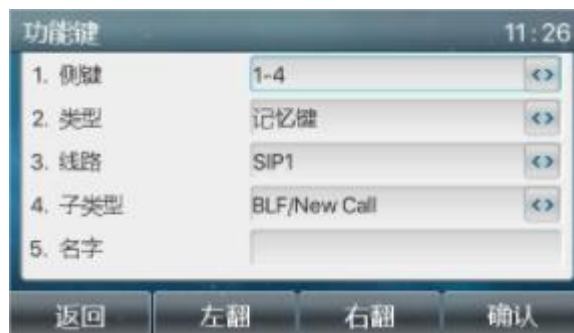 功能键 11:26
1. 侧键 1-4
2. 类型 记忆键
3. 线路 SIP1
4. 子类型 BLF/New Call
5. 名字
返回 左翻 右翻 确认